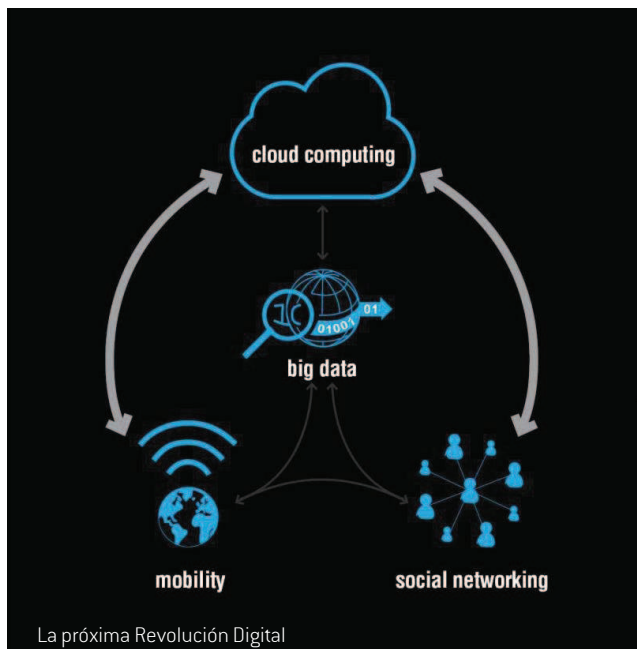 cloud computing
01
01001
big data
mobility
social networking
La próxima Revolución Digital